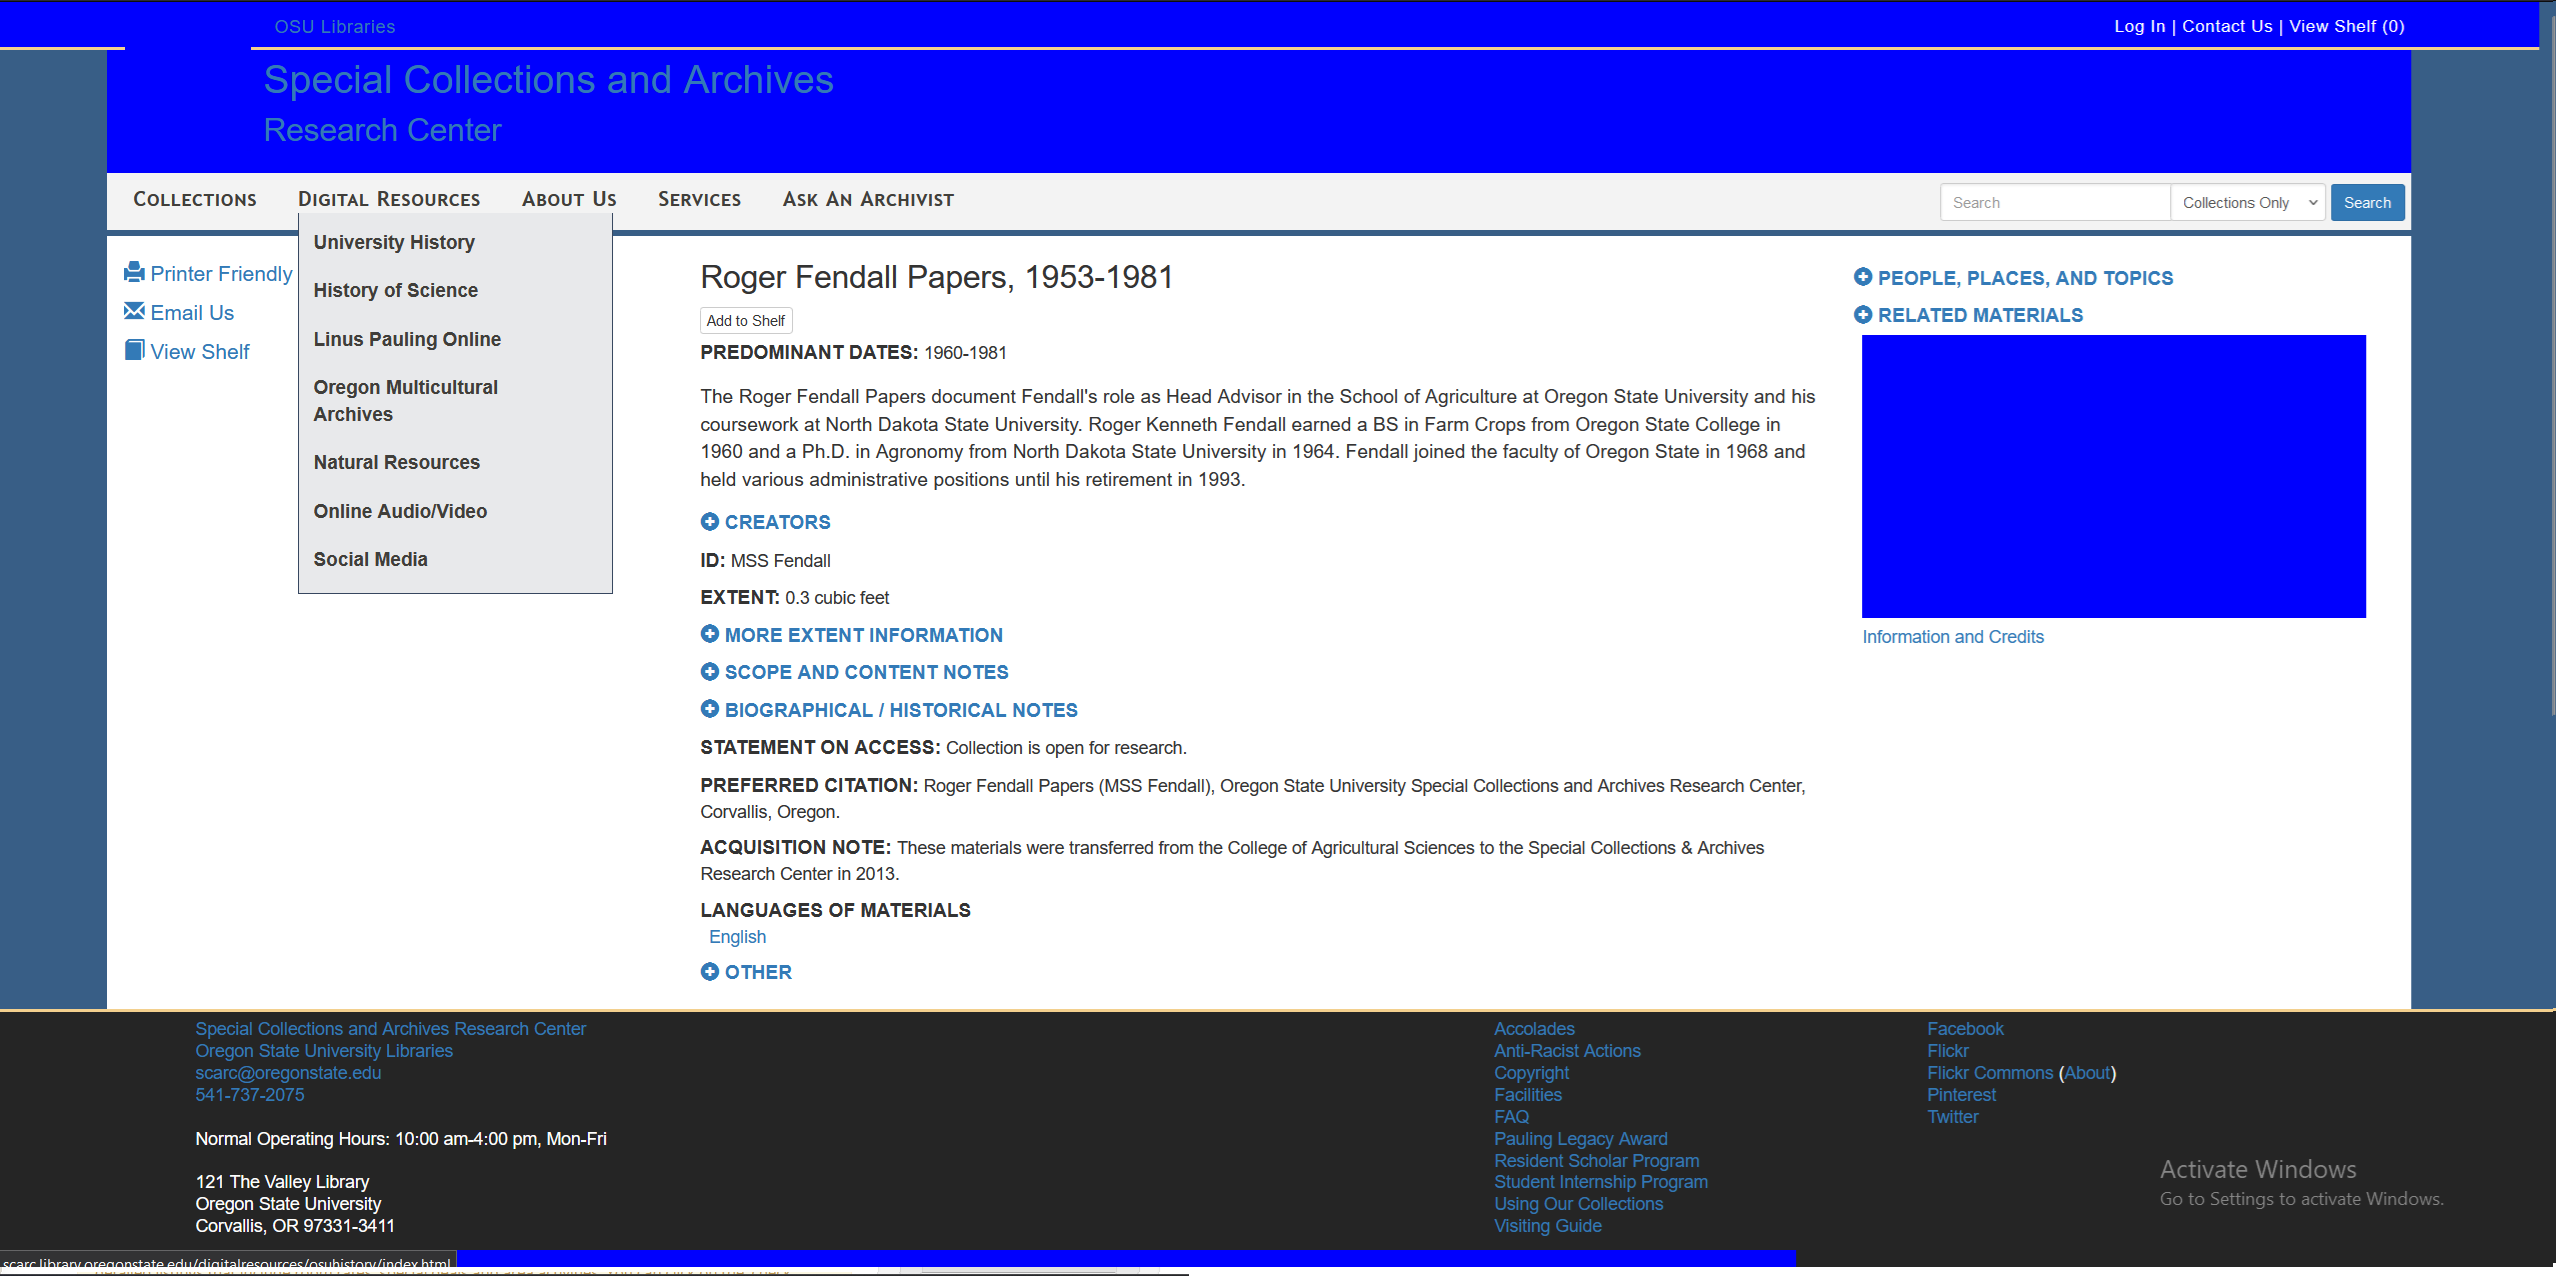 OSU Libraries
Log In | Contact Us | View Shelf (0)
Special Collections and Archives
Research Center
Collections
Digital Resources
About Us
Services
Ask An Archivist
Search
Collections Only
Search
University History
History of Science
Linus Pauling Online
Oregon Multicultural
Archives
Natural Resources
Online Audio/Video
Social Media
Printer Friendly
Email Us
View Shelf
Roger Fendall Papers, 1953-1981
Add to Shelf
PREDOMINANT DATES: 1960-1981
The Roger Fendall Papers document Fendall's role as Head Advisor in the School of Agriculture at Oregon State University and his
coursework at North Dakota State University. Roger Kenneth Fendall earned a BS in Farm Crops from Oregon State College in
1960 and a Ph.D. in Agronomy from North Dakota State University in 1964. Fendall joined the faculty of Oregon State in 1968 and
held various administrative positions until his retirement in 1993.
CREATORS
ID: MSS Fendall
EXTENT: 0.3 cubic feet
MORE EXTENT INFORMATION
SCOPE AND CONTENT NOTES
BIOGRAPHICAL / HISTORICAL NOTES
STATEMENT ON ACCESS: Collection is open for research.
PREFERRED CITATION: Roger Fendall Papers (MSS Fendall), Oregon State University Special Collections and Archives Research Center,
Corvallis, Oregon.
ACQUISITION NOTE: These materials were transferred from the College of Agricultural Sciences to the Special Collections & Archives
Research Center in 2013.
LANGUAGES OF MATERIALS
English
OTHER
PEOPLE, PLACES, AND TOPICS
RELATED MATERIALS
Information and Credits
Special Collections and Archives Research Center
Oregon State University Libraries
scarc@oregonstate.edu
541-737-2075
Normal Operating Hours: 10:00 am-4:00 pm, Mon-Fri
121 The Valley Library
Oregon State University
Corvallis, OR 97331-3411
Accolades
Anti-Racist Actions
Copyright
Facilities
FAQ
Pauling Legacy Award
Resident Scholar Program
Student Internship Program
Using Our Collections
Visiting Guide
Facebook
Flickr
Flickr Commons (About)
Pinterest
Twitter
Activate Windows
Go to Settings to activate Windows.
scarc.library.oregonstate.edu/digitalresources/osuhistory/index.html